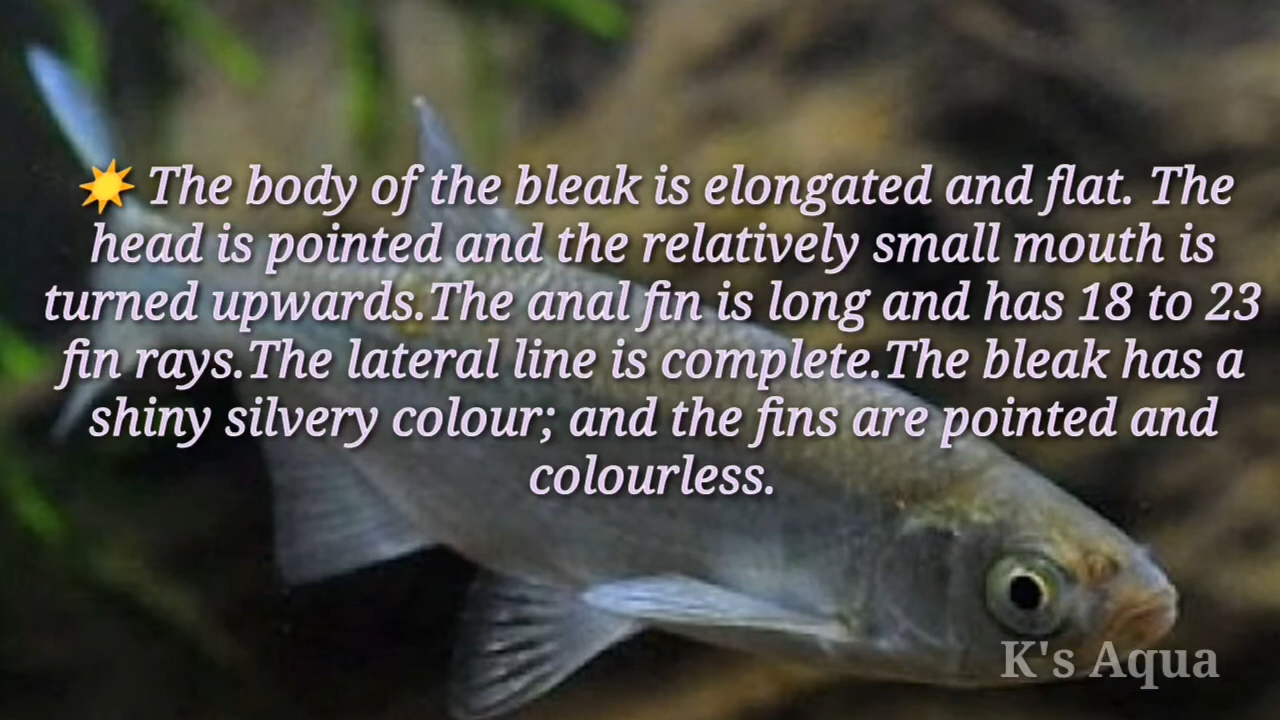 ☀ The body of the bleak is elongated and flat. The
head is pointed and the relatively small mouth is
turned upwards.The anal fin is long and has 18 to 23
fin rays.The lateral line is complete.The bleak has a
shiny silvery colour; and the fins are pointed and
colourless.
K's Aqua